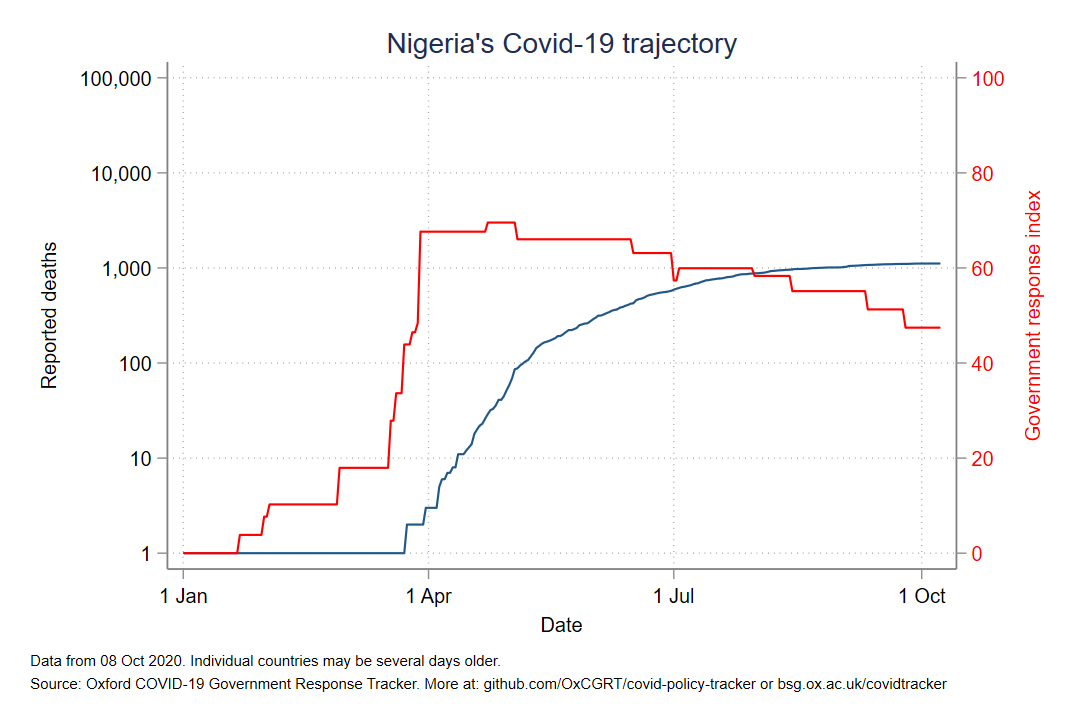 Nigeria's Covid-19 trajectory
100,000
10,000
1,000
100
10
1
Reported deaths
100
80
60
40
20
0
Government response index
1 Jan
1 Apr
1 Jul
1 Oct
Date
Data from 08 Oct 2020. Individual countries may be several days older.
Source: Oxford COVID-19 Government Response Tracker. More at: github.com/OxCGRT/covid-policy-tracker or bsg.ox.ac.uk/covidtracker